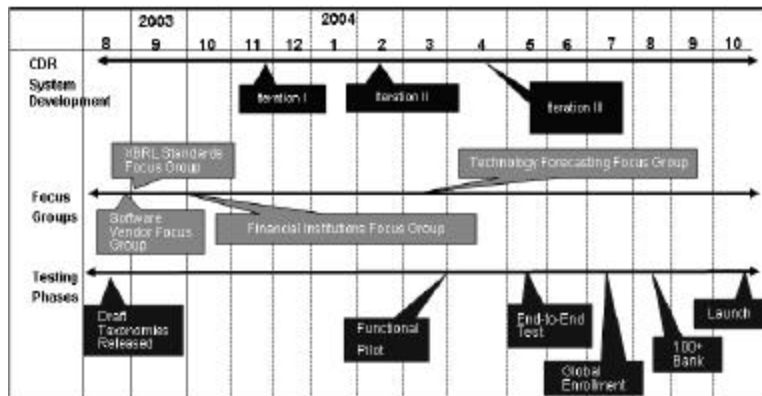 2003 2004
8 9 10 11 12 1 2 3 4 5 6 7 8 9 10
CDR
System
Development
Iteration I
Iteration II
Iteration III
XBRL Standards
Focus Group
Technology Forecasting Focus Group
Focus
Groups
Software
Vendor Focus
Group
Financial Institutions Focus Group
Testing
Phases
Draft
Taxonomies
Released
Functional
Pilot
End-to-End
Test
Global
Enrollment
100+
Bank
Launch